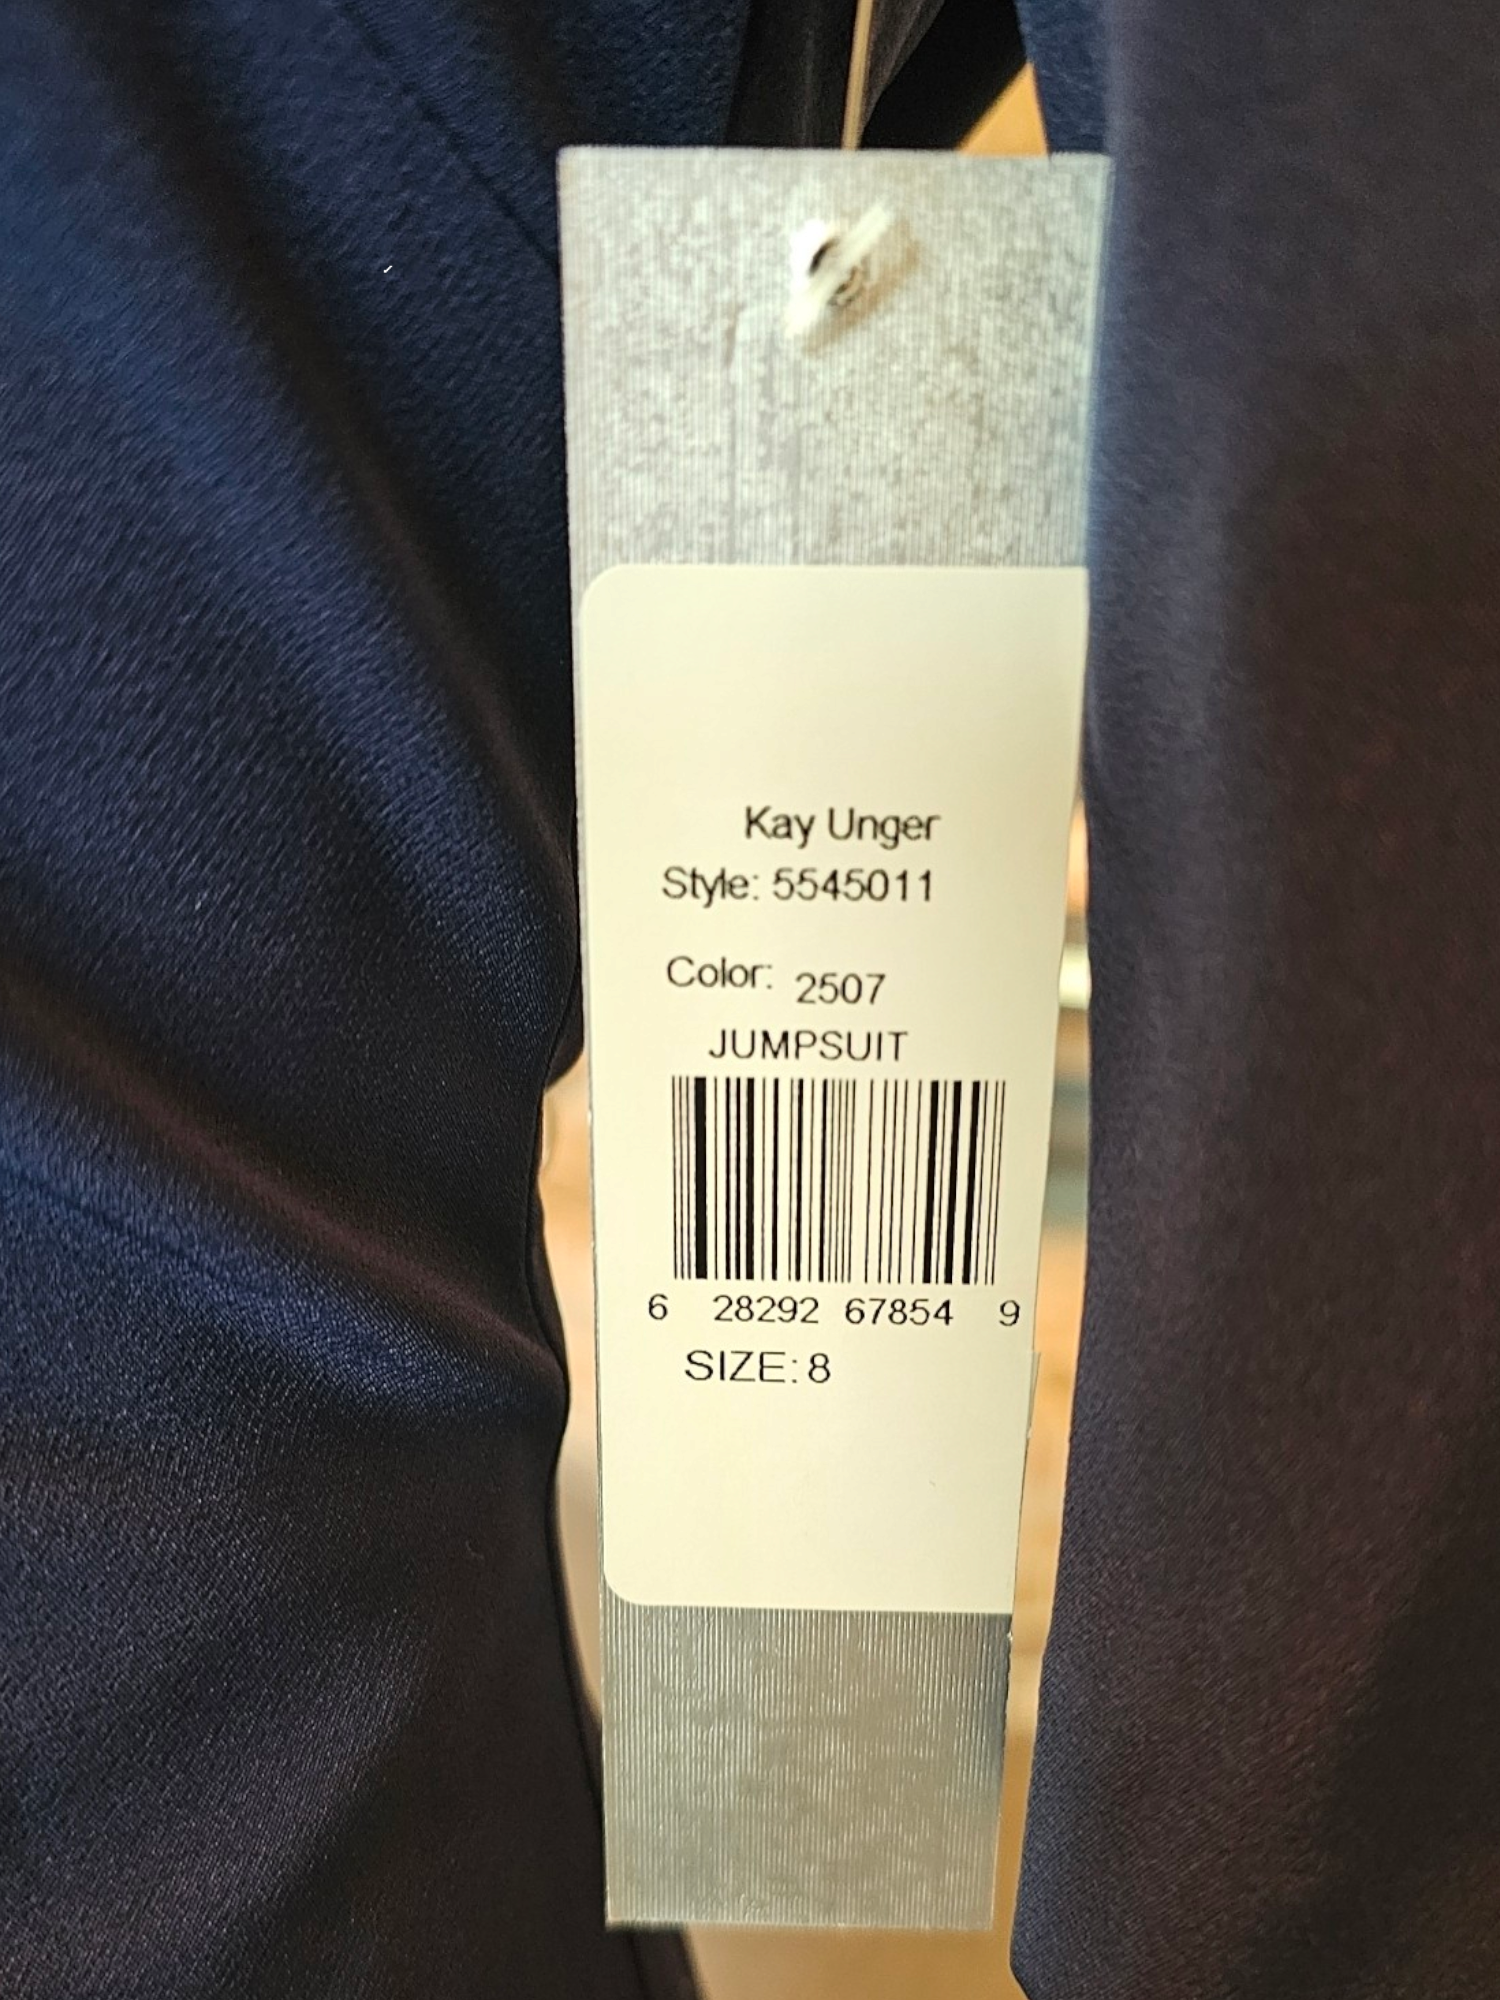 Kay Unger
Style: 5545011
Color: 2507
JUMPSUIT
6 28292 67854 9
SIZE: 8